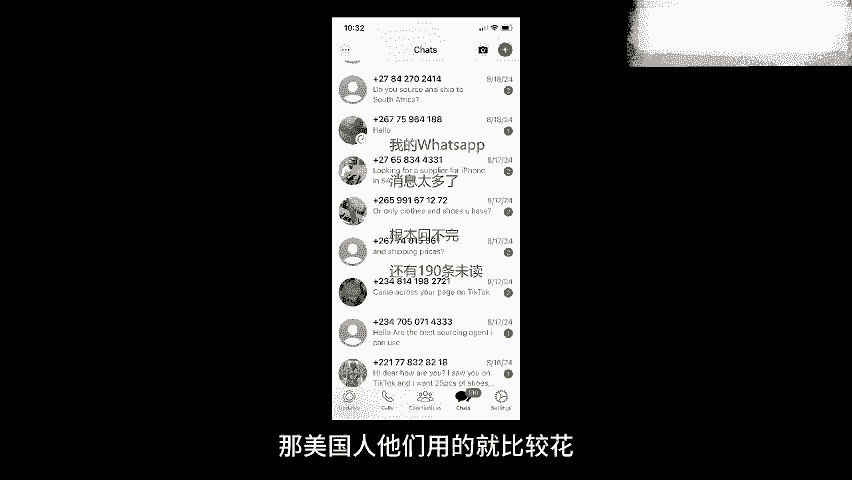 10:32
Chats
+27 84 270 2414
8/18/24
Do you source and ship to
South Africa?
2
+267 75 964 188
8/18/24
Hello
1
我的Whatsapp
+27 65 834 4331
8/17/24
Looking for a supplier for iPhone
in SA
2
消息太多了
+265 991 67 12 72
8/17/24
Or only clothes and shoes u have?
2
根本回不完
8/17/24
and shipping prices?
2
还有190条未读
+234 814 198 2721
8/17/24
Came across your page on TikTok
2
+234 705 071 4333
8/17/24
Hello Are the best sourcing agent i
can use
1
+221 77 832 82 18
8/16/24
Hi dear how are you? I saw you on
TikTok and I want 25pcs of shoes,...
1
190
Updates
Calls
Communities
Chats
Settings
那美国人他们用的就比较花